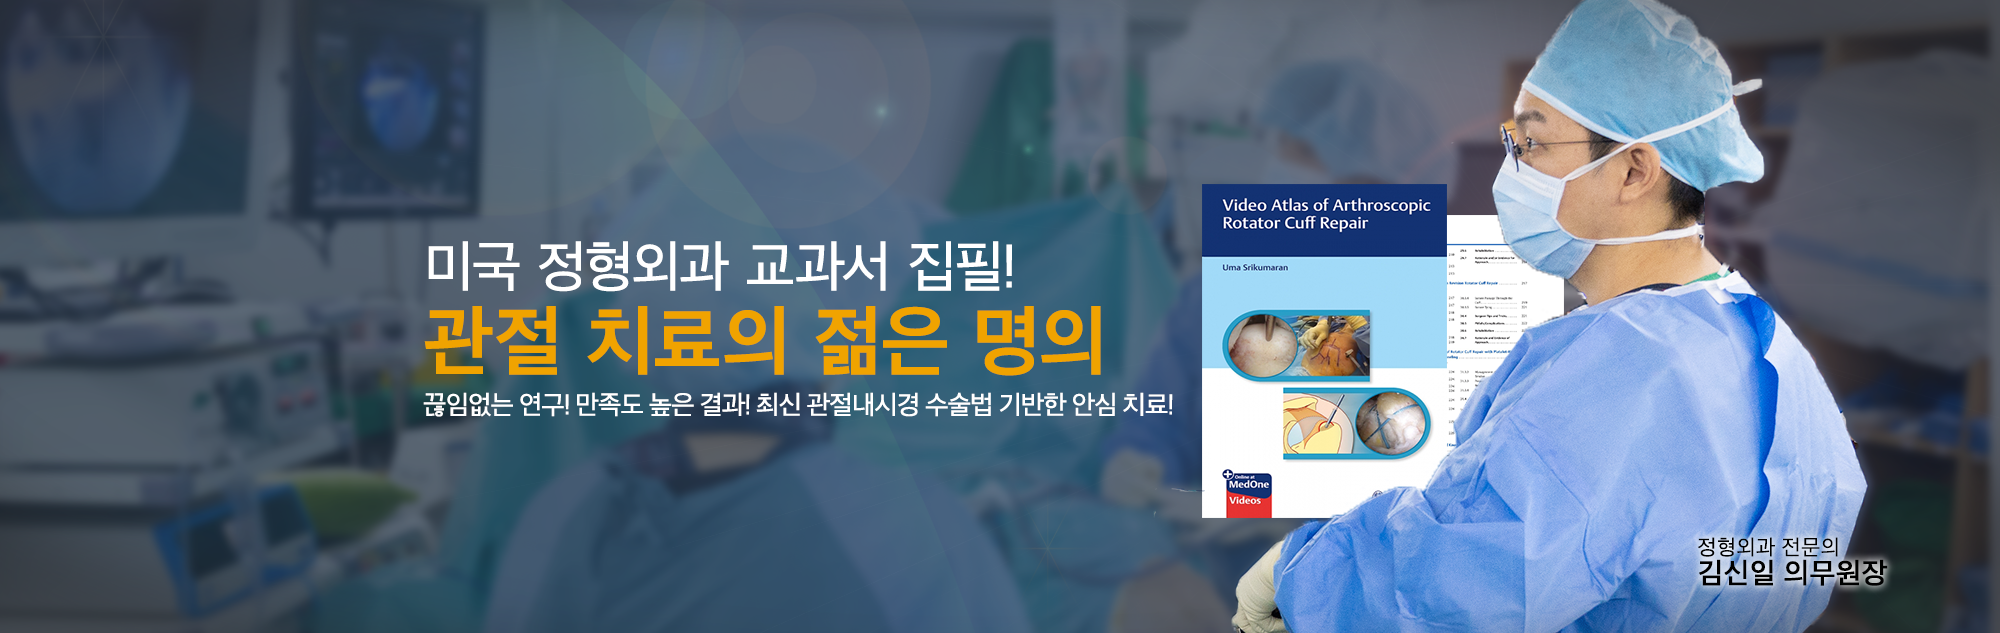 미국 정형외과 교과서 집필!
관절 치료의 젊은 명의
끊임없는 연구! 만족도 높은 결과! 최신 관절내시경 수술법 기반한 안심 치료!
Video Atlas of Arthroscopic
Rotator Cuff Repair
Uma Srikumaran
Online at
MedOne
Videos
정형외과 전문의
김신일 의무원장